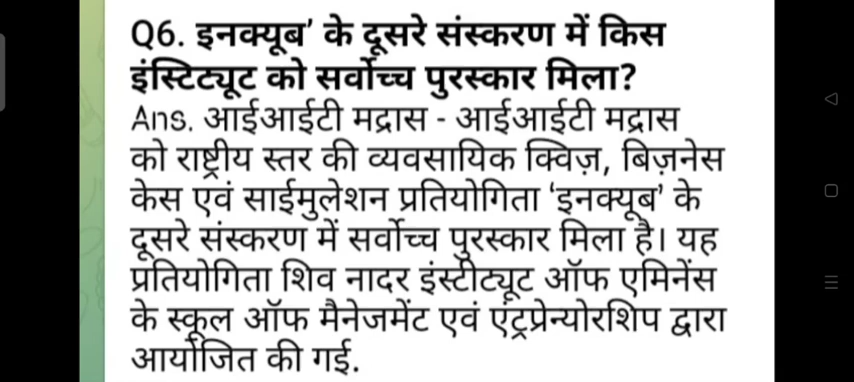 Q6. इनक्यूब' के दूसरे संस्करण में किस
इंस्टिट्यूट को सर्वोच्च पुरस्कार मिला?
Ans. आईआईटी मद्रास - आईआईटी मद्रास
को राष्ट्रीय स्तर की व्यवसायिक क्विज़, बिज़नेस
केस एवं साईमुलेशन प्रतियोगिता 'इनक्यूब' के
दूसरे संस्करण में सर्वोच्च पुरस्कार मिला है। यह
प्रतियोगिता शिव नादर इंस्टीट्यूट ऑफ एमिनेंस
के स्कूल ऑफ मैनेजमेंट एवं एंट्रप्रेन्योरशिप द्वारा
आयोजित की गई.